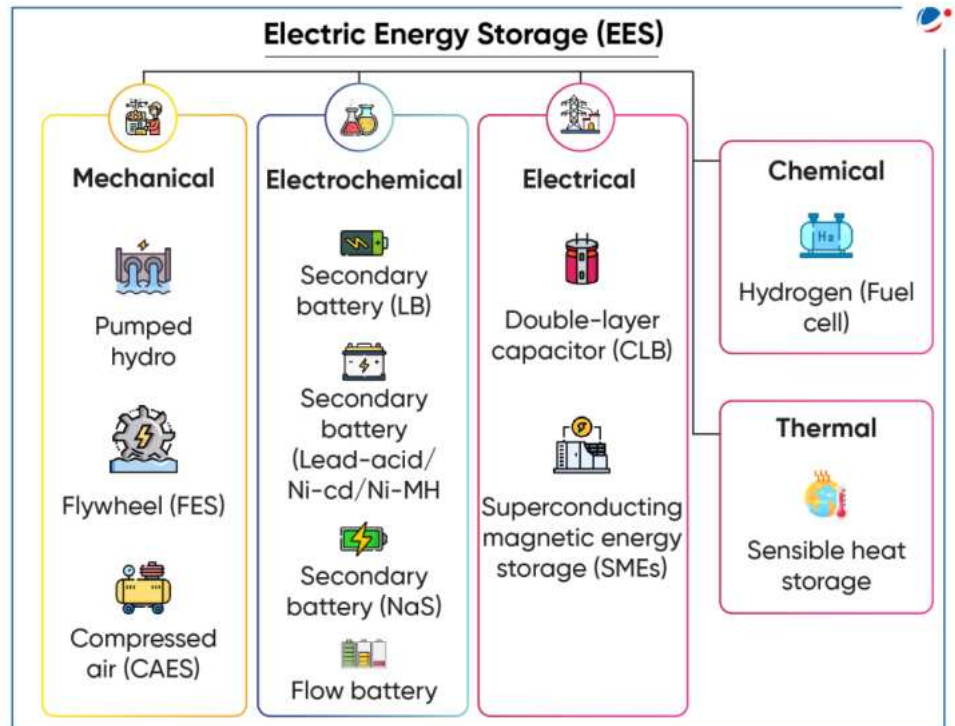 Electric Energy Storage (EES)
Mechanical
Pumped
hydro
Flywheel (FES)
Compressed
air (CAES)
Electrochemical
Secondary
battery (LB)
Secondary
battery
(Lead-acid/
Ni-cd/Ni-MH
Secondary
battery (NaS)
Flow battery
Electrical
Double-layer
capacitor (CLB)
Superconducting
magnetic energy
storage (SMEs)
Chemical
H2
Hydrogen (Fuel
cell)
Thermal
Sensible heat
storage